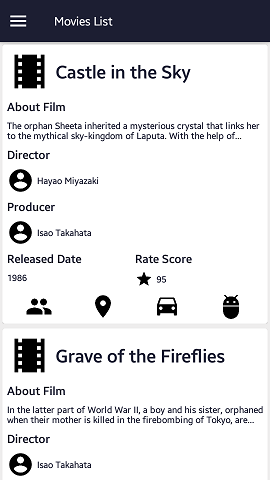 Movies List
Castle in the Sky
About Film
The orphan Sheeta inherited a mysterious crystal that links her
to the mythical sky-kingdom of Laputa. With the help of...
Director
Hayao Miyazaki
Producer
Isao Takahata
Released Date
Rate Score
1986
95
Grave of the Fireflies
About Film
In the latter part of World War II, a boy and his sister, orphaned
when their mother is killed in the firebombing of Tokyo, are...
Director
Isao Takahata